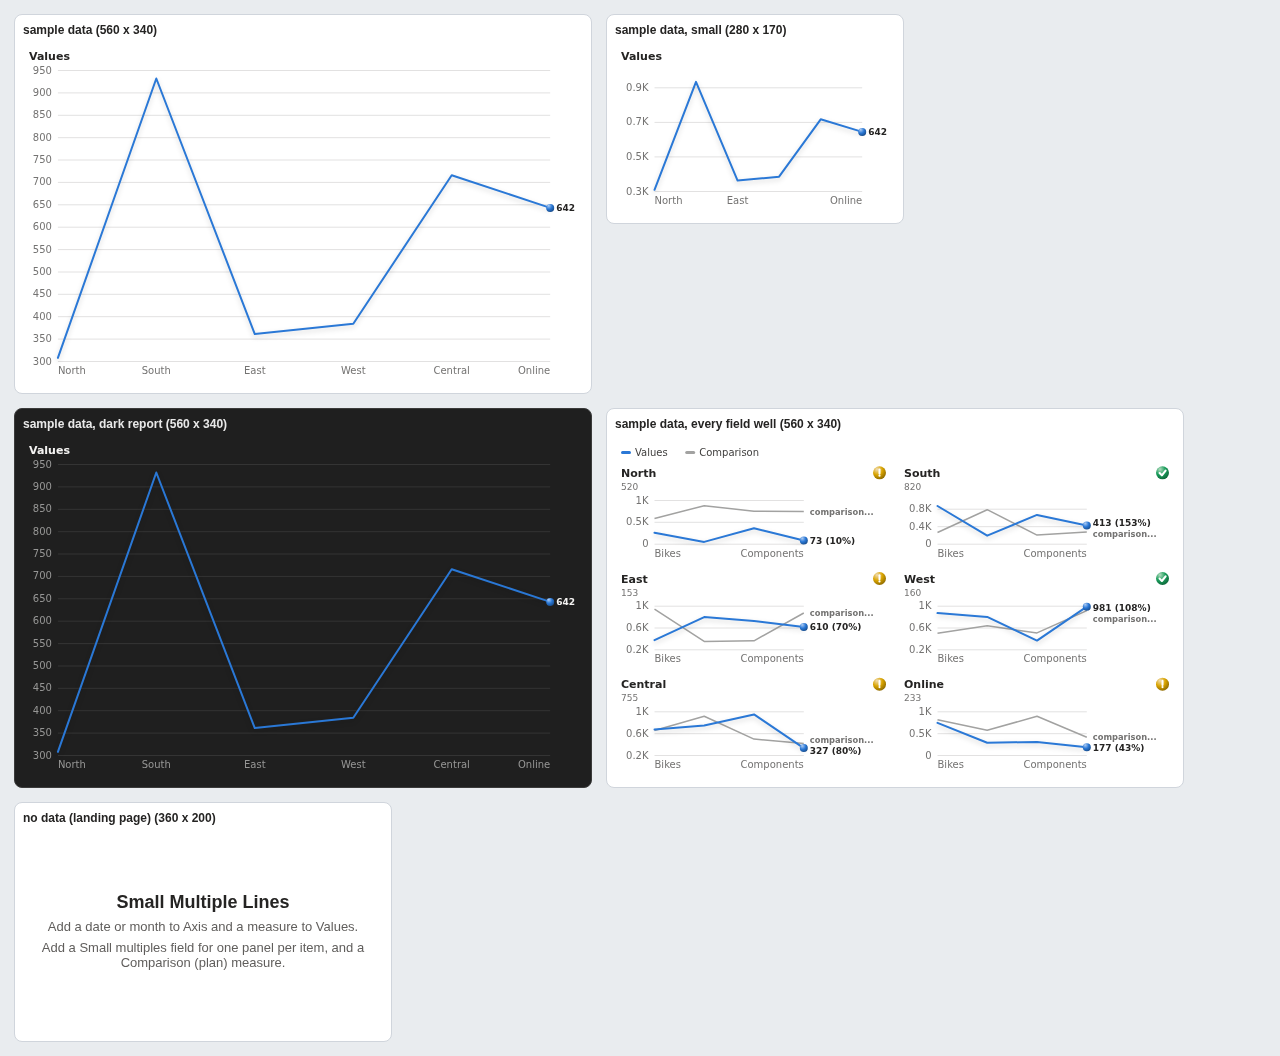 sample data (560 x 340)
Values
950
900
850
800
750
700
650
600
550
500
450
400
350
300
642
North South East West Central Online
sample data, small (280 x 170)
Values
0.9K
0.7K
0.5K
0.3K
642
North East Online
sample data, dark report (560 x 340)
Values
950
900
850
800
750
700
650
600
550
500
450
400
350
300
642
North South East West Central Online
sample data, every field well (560 x 340)
Values Comparison
North
520
1K
0.5K
0
comparison...
73 (10%)
Bikes Components
South
820
0.8K
0.4K
0
413 (153%)
comparison...
Bikes Components
East
153
1K
0.6K
0.2K
comparison...
610 (70%)
Bikes Components
West
160
1K
0.6K
0.2K
981 (108%)
comparison...
Bikes Components
Central
755
1K
0.6K
0.2K
comparison...
327 (80%)
Bikes Components
Online
233
1K
0.5K
0
comparison...
177 (43%)
Bikes Components
no data (landing page) (360 x 200)
Small Multiple Lines
Add a date or month to Axis and a measure to Values.
Add a Small multiples field for one panel per item, and a
Comparison (plan) measure.